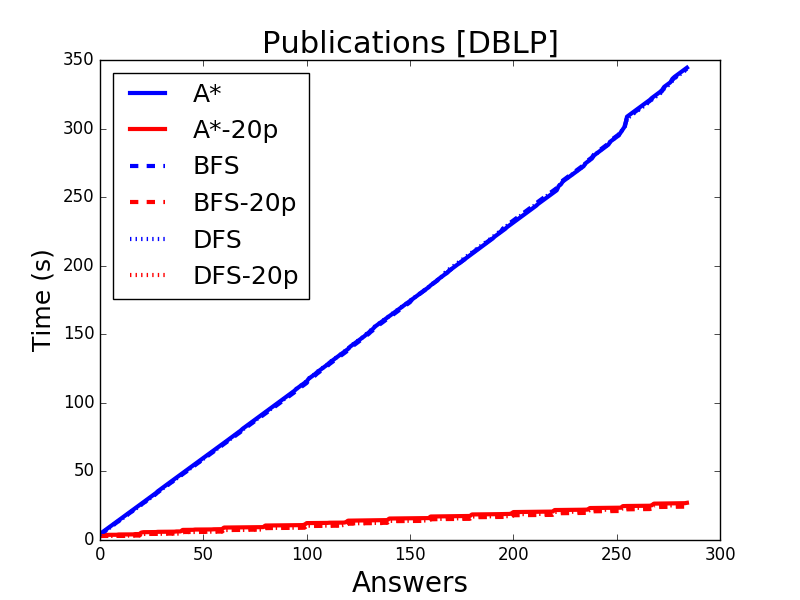 Publications [DBLP]
350
300
250
200
150
100
50
0
Time (s)
A*
A*-20p
BFS
BFS-20p
DFS
DFS-20p
0 50 100 150 200 250 300
Answers